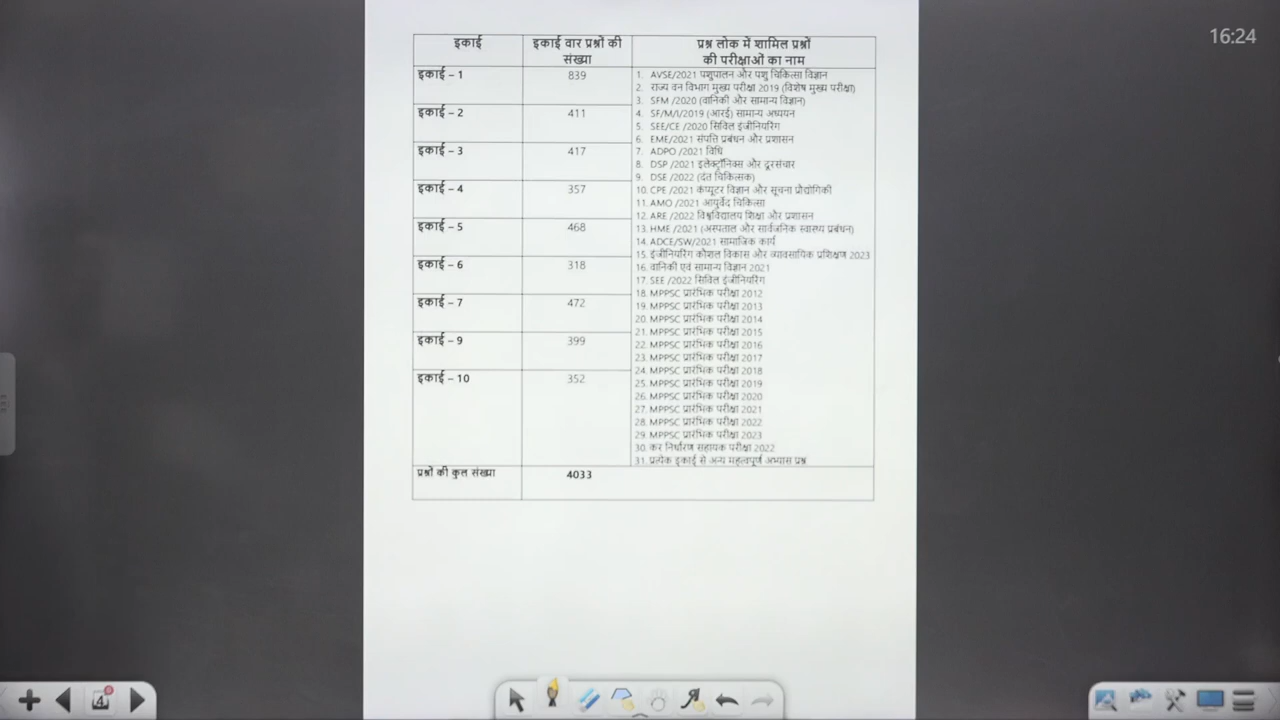 16:24
इकाई
इकाई वार प्रश्नों की
संख्या
प्रश्न लोक में शामिल प्रश्नों
की परीक्षाओं का नाम
इकाई – 1
839
इकाई – 2
411
इकाई – 3
417
इकाई – 4
357
इकाई – 5
468
इकाई – 6
318
इकाई – 7
472
इकाई – 9
399
इकाई – 10
352
1. AVSE/2021 पशुपालन और पशु चिकित्सा विज्ञान
2. राज्य वन विभाग मुख्य परीक्षा 2019 (विशेष मुख्य परीक्षा)
3. SFM /2020 (वानिकी और सामान्य विज्ञान)
4. SF/M/I/2019 (आरई) सामान्य अध्ययन
5. SEE/CE /2020 सिविल इंजीनियरिंग
6. EME/2021 संपत्ति प्रबंधन और प्रशासन
7. ADPO /2021 विधि
8. DSP /2021 इलेक्ट्रॉनिक्स और दूरसंचार
9. DSE /2022 (दंत चिकित्सक)
10. CPE /2021 कंप्यूटर विज्ञान और सूचना प्रौद्योगिकी
11. AMO /2021 आयुर्वेद चिकित्सा
12. ARE /2022 विश्वविद्यालय शिक्षा और प्रशासन
13. HME /2021 (अस्पताल और सार्वजनिक स्वास्थ्य प्रबंधन)
14. ADCE/SW/2021 सामाजिक कार्य
15. इंजीनियरिंग कौशल विकास और व्यावसायिक प्रशिक्षण 2023
16. वानिकी एवं सामान्य विज्ञान 2021
17. SEE /2022 सिविल इंजीनियरिंग
18. MPPSC प्रारंभिक परीक्षा 2012
19. MPPSC प्रारंभिक परीक्षा 2013
20. MPPSC प्रारंभिक परीक्षा 2014
21. MPPSC प्रारंभिक परीक्षा 2015
22. MPPSC प्रारंभिक परीक्षा 2016
23. MPPSC प्रारंभिक परीक्षा 2017
24. MPPSC प्रारंभिक परीक्षा 2018
25. MPPSC प्रारंभिक परीक्षा 2019
26. MPPSC प्रारंभिक परीक्षा 2020
27. MPPSC प्रारंभिक परीक्षा 2021
28. MPPSC प्रारंभिक परीक्षा 2022
29. MPPSC प्रारंभिक परीक्षा 2023
30. कर निर्धारण सहायक परीक्षा 2022
31. प्रत्येक इकाई से अन्य महत्वपूर्ण अभ्यास प्रश्न
प्रश्नों की कुल संख्या
4033
4